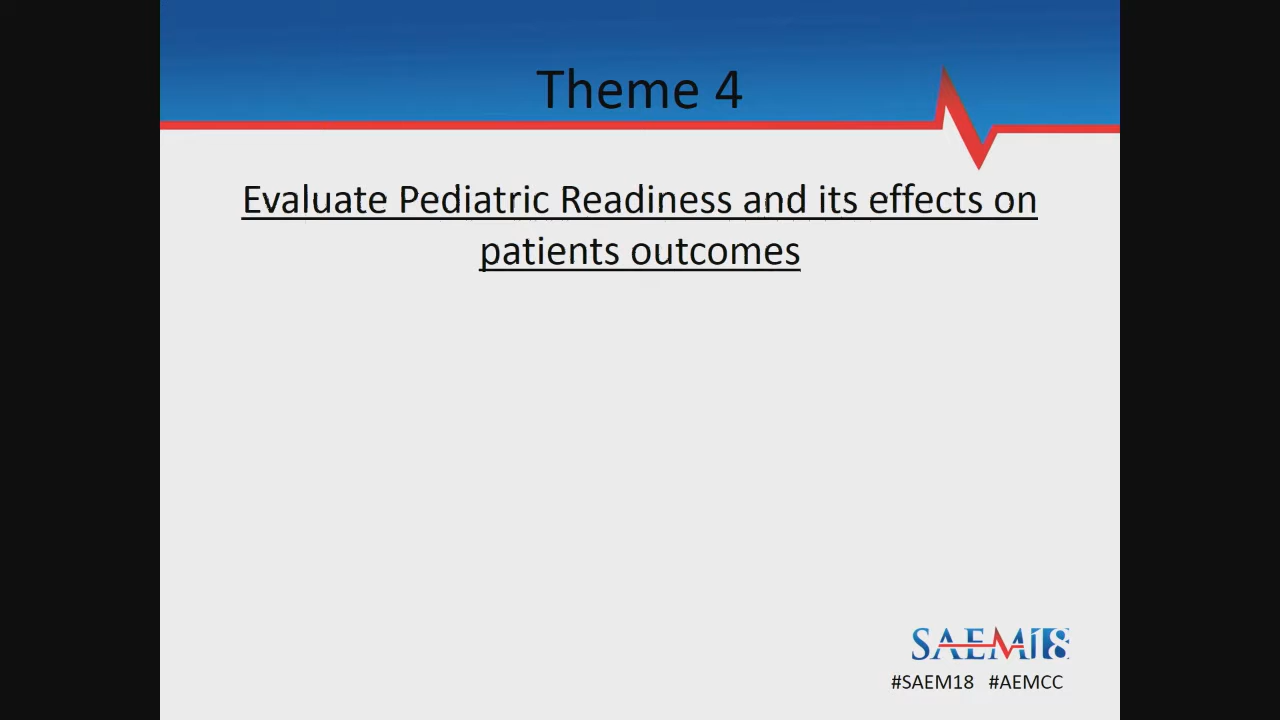 Theme 4
Evaluate Pediatric Readiness and its effects on
patients outcomes
SAEM18
#SAEM18 #AEMCC